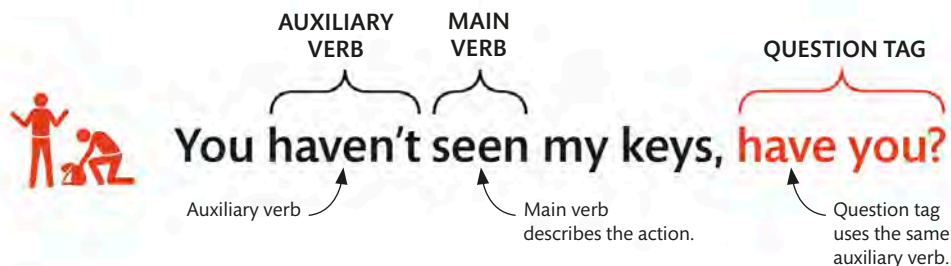 AUXILIARY
VERB
MAIN
VERB
QUESTION TAG
You haven't seen my keys, have you?
Auxiliary verb
Main verb
describes the action.
Question tag
uses the same
auxiliary verb.